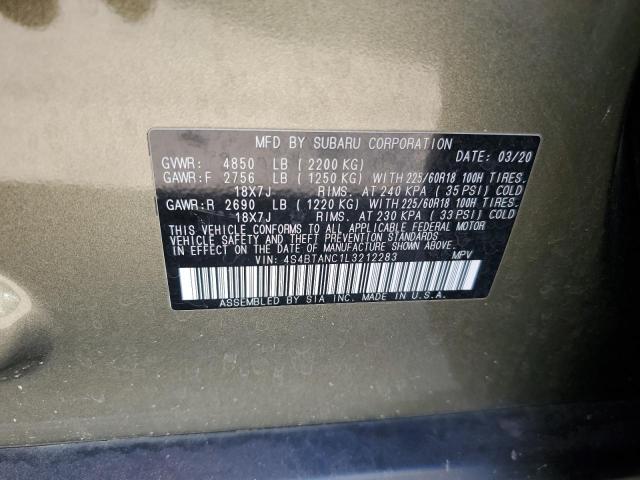 MFD BY SUBARU CORPORATION
GVWR: 4850 LB ( 2200 KG) DATE: 03/20
GAWR:F 2756 LB ( 1250 KG) WITH 225/60R18 100H TIRES.
18X7J RIMS. AT 240 KPA ( 35 PSI) COLD
GAWR:R 2690 LB ( 1220 KG) WITH 225/60R18 100H TIRES.
18X7J RIMS. AT 230 KPA ( 33 PSI) COLD
THIS VEHICLE CONFORMS TO ALL APPLICABLE FEDERAL MOTOR
VEHICLE SAFETY, BUMPER, AND THEFT PREVENTION STANDARDS
IN EFFECT ON THE DATE OF MANUFACTURE SHOWN ABOVE.
VIN: 4S4BTANC1L3212283 MPV
ASSEMBLED BY SIA INC. MADE IN U.S.A.